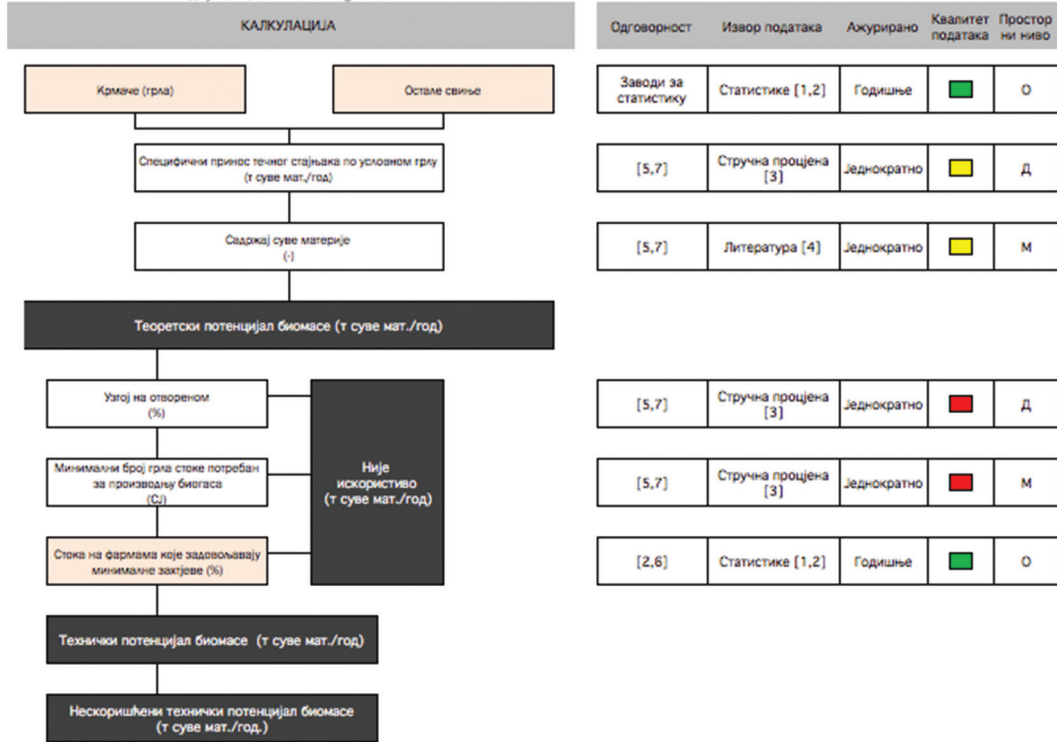 КАЛКУЛАЦИЈА
Одговорност
Извор података
Ажурирано
Квалитет
података
Простор
ни ниво
Крмаче (грла)
Остале свиње
Заводи за
статистику
Статистике [1,2]
Годишње
О
Специфични принос течног стајњака по условном грлу
(т суве мат./год)
[5,7]
Стручна процјена
[3]
Једнократно
Д
Садржај суве материје
(-)
[5,7]
Литература [4]
Једнократно
М
Теоретски потенцијал биомасе (т суве мат./год)
Узгој на отвореном
(%)
[5,7]
Стручна процјена
[3]
Једнократно
Д
Минимални број грла стоке потребан
за производњу биогаса
(СЈ)
Није
искористиво
(т суве мат./год)
[5,7]
Стручна процјена
[3]
Једнократно
М
Стока на фармама које задовољавају
минималне захтјеве (%)
[2,6]
Статистике [1,2]
Годишње
О
Технички потенцијал биомасе (т суве мат./год)
Нескоришћени технички потенцијал биомасе
(т суве мат./год.)